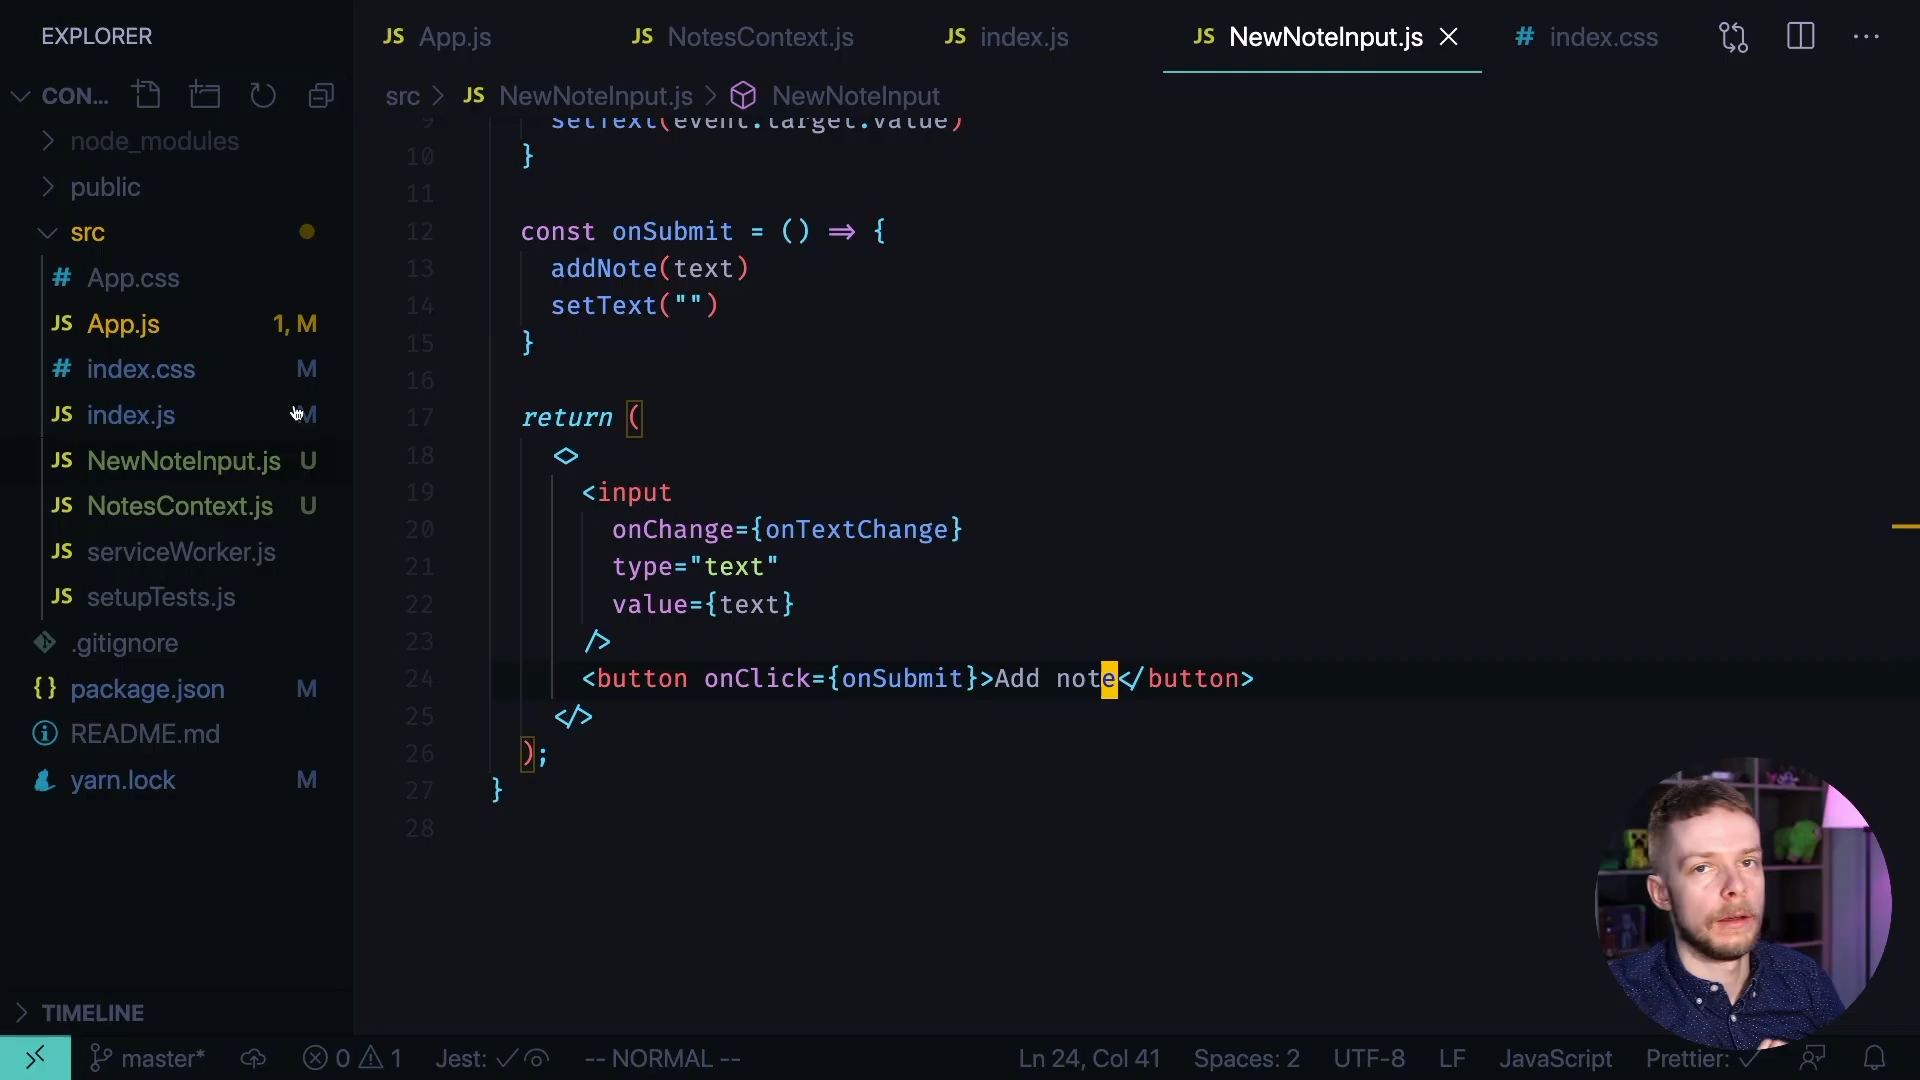 EXPLORER
JS App.js
JS NotesContext.js
JS index.js
JS NewNoteInput.js
# index.css
CON...
src > JS NewNoteInput.js > NewNoteInput
node_modules
public
src
# App.css
JS App.js 1, M
# index.css M
JS index.js M
JS NewNoteInput.js U
JS NotesContext.js U
JS serviceWorker.js
JS setupTests.js
.gitignore
{} package.json M
README.md
yarn.lock M
TIMELINE
9 setText(event.target.value)
10 }
11
12 const onSubmit = () => {
13 addNote(text)
14 setText("")
15 }
16
17 return (
18 <>
19 <input
20 onChange={onTextChange}
21 type="text"
22 value={text}
23 />
24 <button onClick={onSubmit}>Add note</button>
25 </>
26 );
27 }
28
master* 0 1 Jest: -- NORMAL -- Ln 24, Col 41 Spaces: 2 UTF-8 LF JavaScript Prettier: